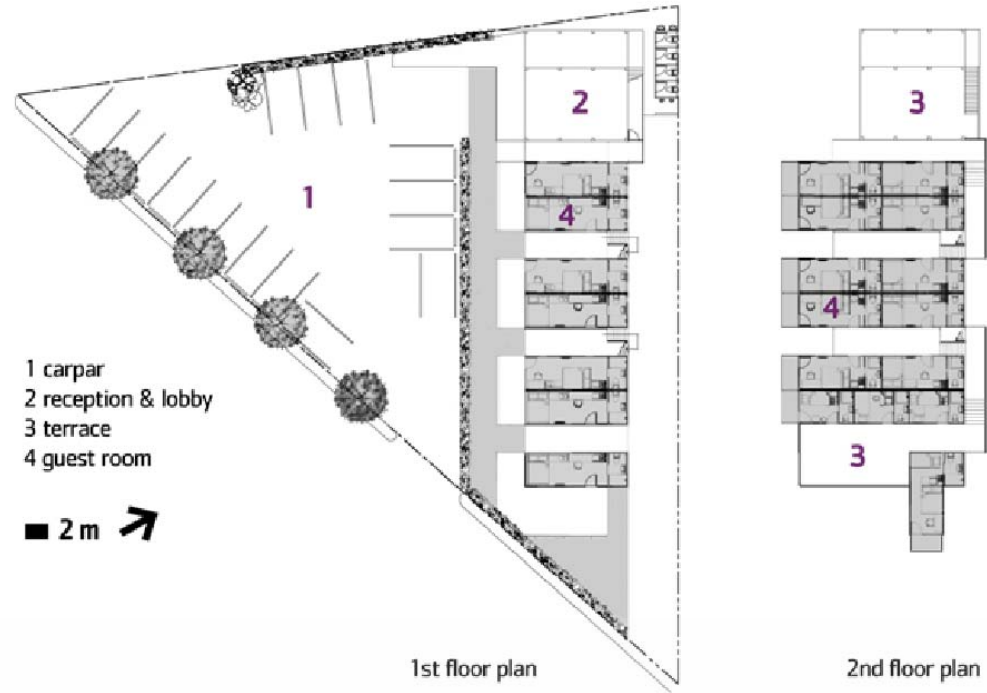 2
3
1
4
4
3
1 carpar
2 reception & lobby
3 terrace
4 guest room
2 m
1st floor plan
2nd floor plan